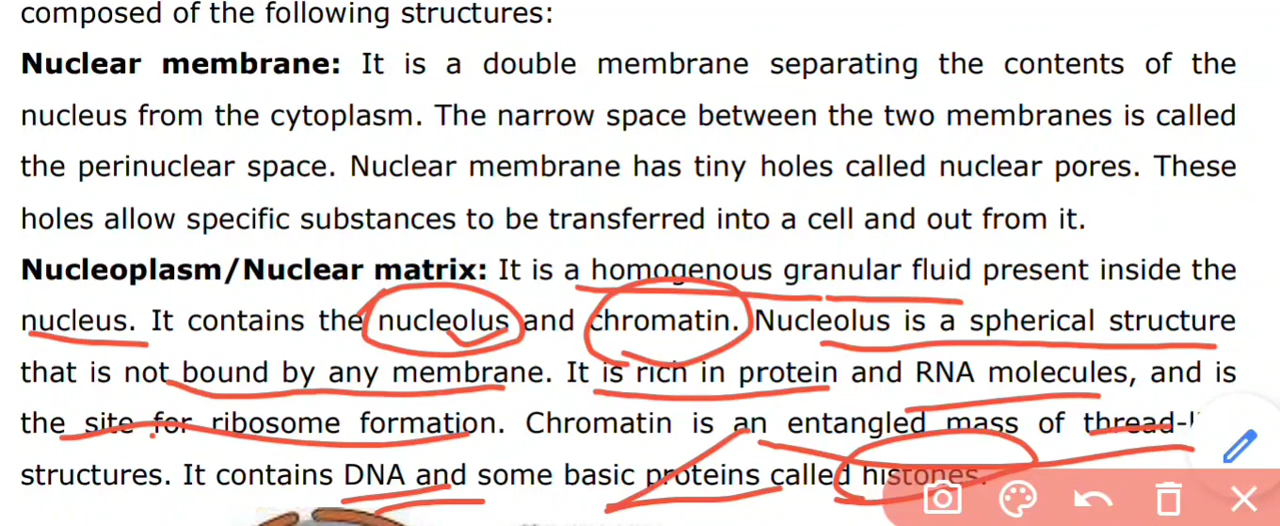 composed of the following structures:
Nuclear membrane: It is a double membrane separating the contents of the
nucleus from the cytoplasm. The narrow space between the two membranes is called
the perinuclear space. Nuclear membrane has tiny holes called nuclear pores. These
holes allow specific substances to be transferred into a cell and out from it.
Nucleoplasm/Nuclear matrix: It is a homogenous granular fluid present inside the
nucleus. It contains the nucleolus and chromatin. Nucleolus is a spherical structure
that is not bound by any membrane. It is rich in protein and RNA molecules, and is
the site for ribosome formation. Chromatin is an entangled mass of
structures. It contains DNA and some basic proteins called histones.